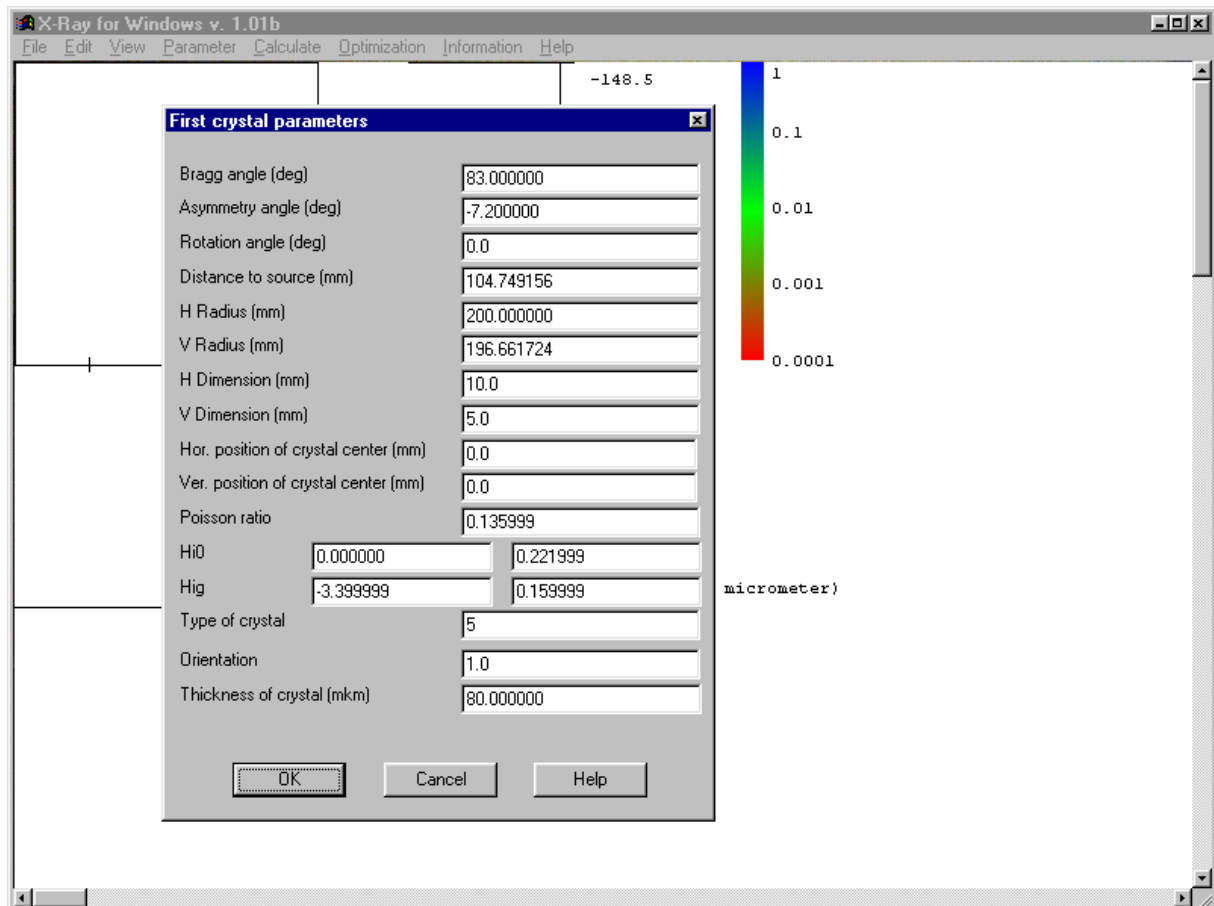 X-Ray for Windows v. 1.01b
File Edit View Parameter Calculate Optimization Information Help
-148.5
1
First crystal parameters
0.1
Bragg angle (deg) 83.000000
Asymmetry angle (deg) -7.200000
0.01
Rotation angle (deg) 0.0
Distance to source (mm) 104.749156
0.001
H Radius (mm) 200.000000
V Radius (mm) 196.661724
0.0001
H Dimension (mm) 10.0
V Dimension (mm) 5.0
Hor. position of crystal center (mm) 0.0
Ver. position of crystal center (mm) 0.0
Poisson ratio 0.135999
Hi0 0.000000 0.221999
Hig -3.399999 0.159999
micrometer)
Type of crystal 5
Orientation 1.0
Thickness of crystal (mkm) 80.000000
OK Cancel Help